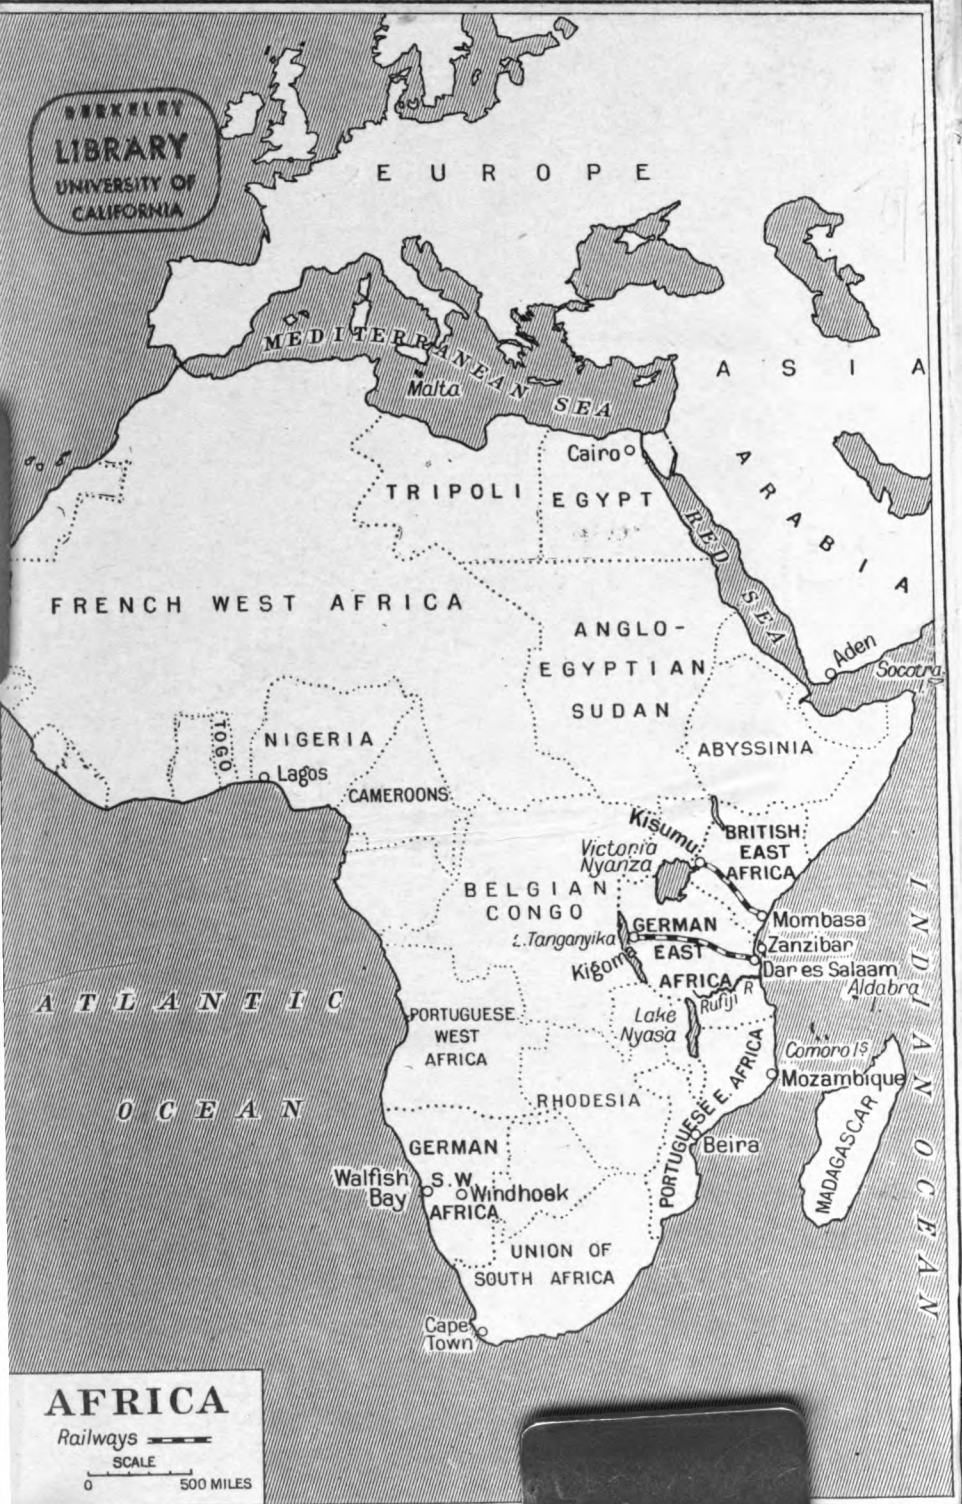 BERKELEY
LIBRARY
UNIVERSITY OF
CALIFORNIA
EUROPE
MEDITERRANEAN SEA
Malta
ASIA
Cairo
TRIPOLI
EGYPT
ARABIA
RED SEA
FRENCH WEST AFRICA
ANGLO-
EGYPTIAN
SUDAN
Aden
Socotra
I.
TOGO
NIGERIA
Lagos
CAMEROONS
ABYSSINIA
Kisumu
Victoria
Nyanza
BRITISH
EAST
AFRICA
BELGIAN
CONGO
Mombasa
L. Tanganyika
GERMAN
EAST
AFRICA
Zanzibar
Kigoma
Dar es Salaam
Aldabra
Rufiji R
INDIAN OCEAN
ATLANTIC
OCEAN
PORTUGUESE
WEST
AFRICA
Lake
Nyasa
Comoro Is
Mozambique
RHODESIA
PORTUGUESE E. AFRICA
MADAGASCAR
Beira
GERMAN
S. W.
AFRICA
Walfish
Bay
Windhoek
UNION OF
SOUTH AFRICA
Cape
Town
AFRICA
Railways
SCALE
0 500 MILES